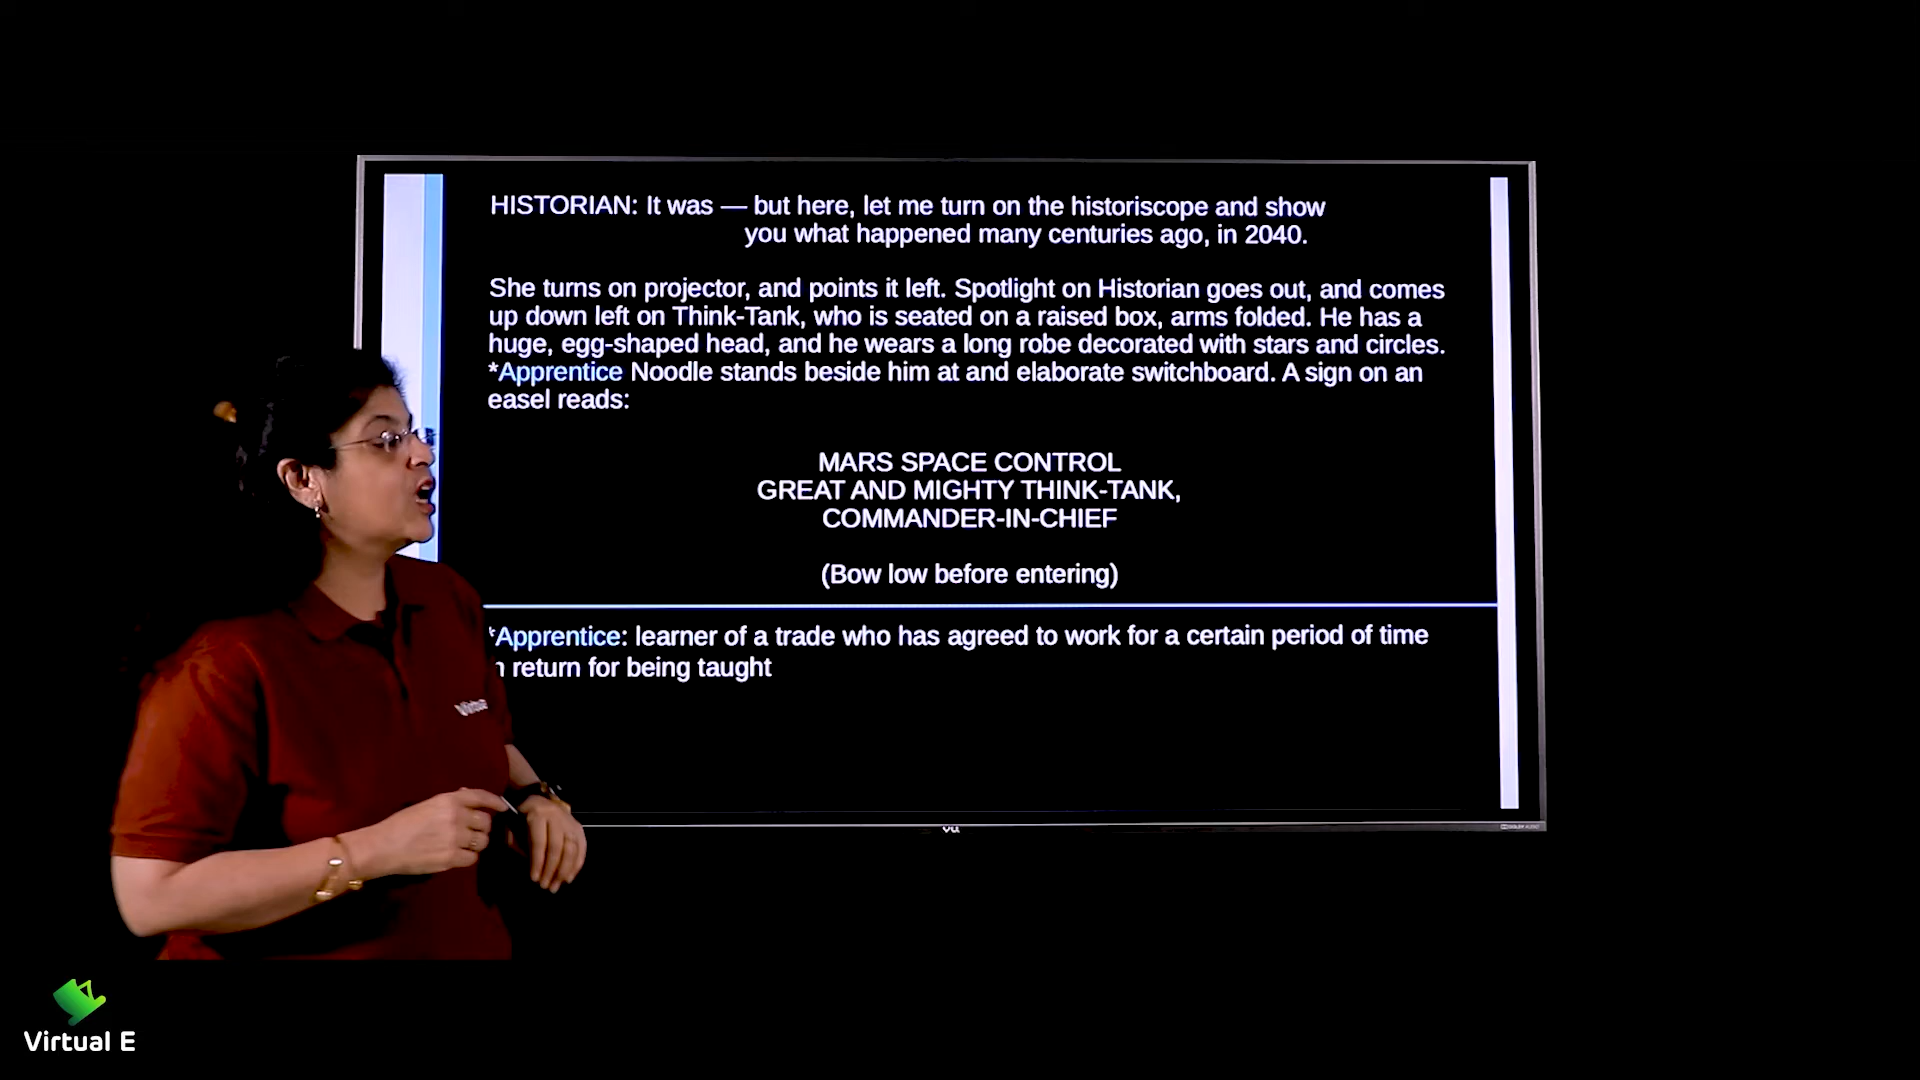 HISTORIAN: It was — but here, let me turn on the historiscope and show
you what happened many centuries ago, in 2040.
She turns on projector, and points it left. Spotlight on Historian goes out, and comes
up down left on Think-Tank, who is seated on a raised box, arms folded. He has a
huge, egg-shaped head, and he wears a long robe decorated with stars and circles.
*Apprentice Noodle stands beside him at and elaborate switchboard. A sign on an
easel reads:
MARS SPACE CONTROL
GREAT AND MIGHTY THINK-TANK,
COMMANDER-IN-CHIEF
(Bow low before entering)
*Apprentice: learner of a trade who has agreed to work for a certain period of time
return for being taught
Virtual E